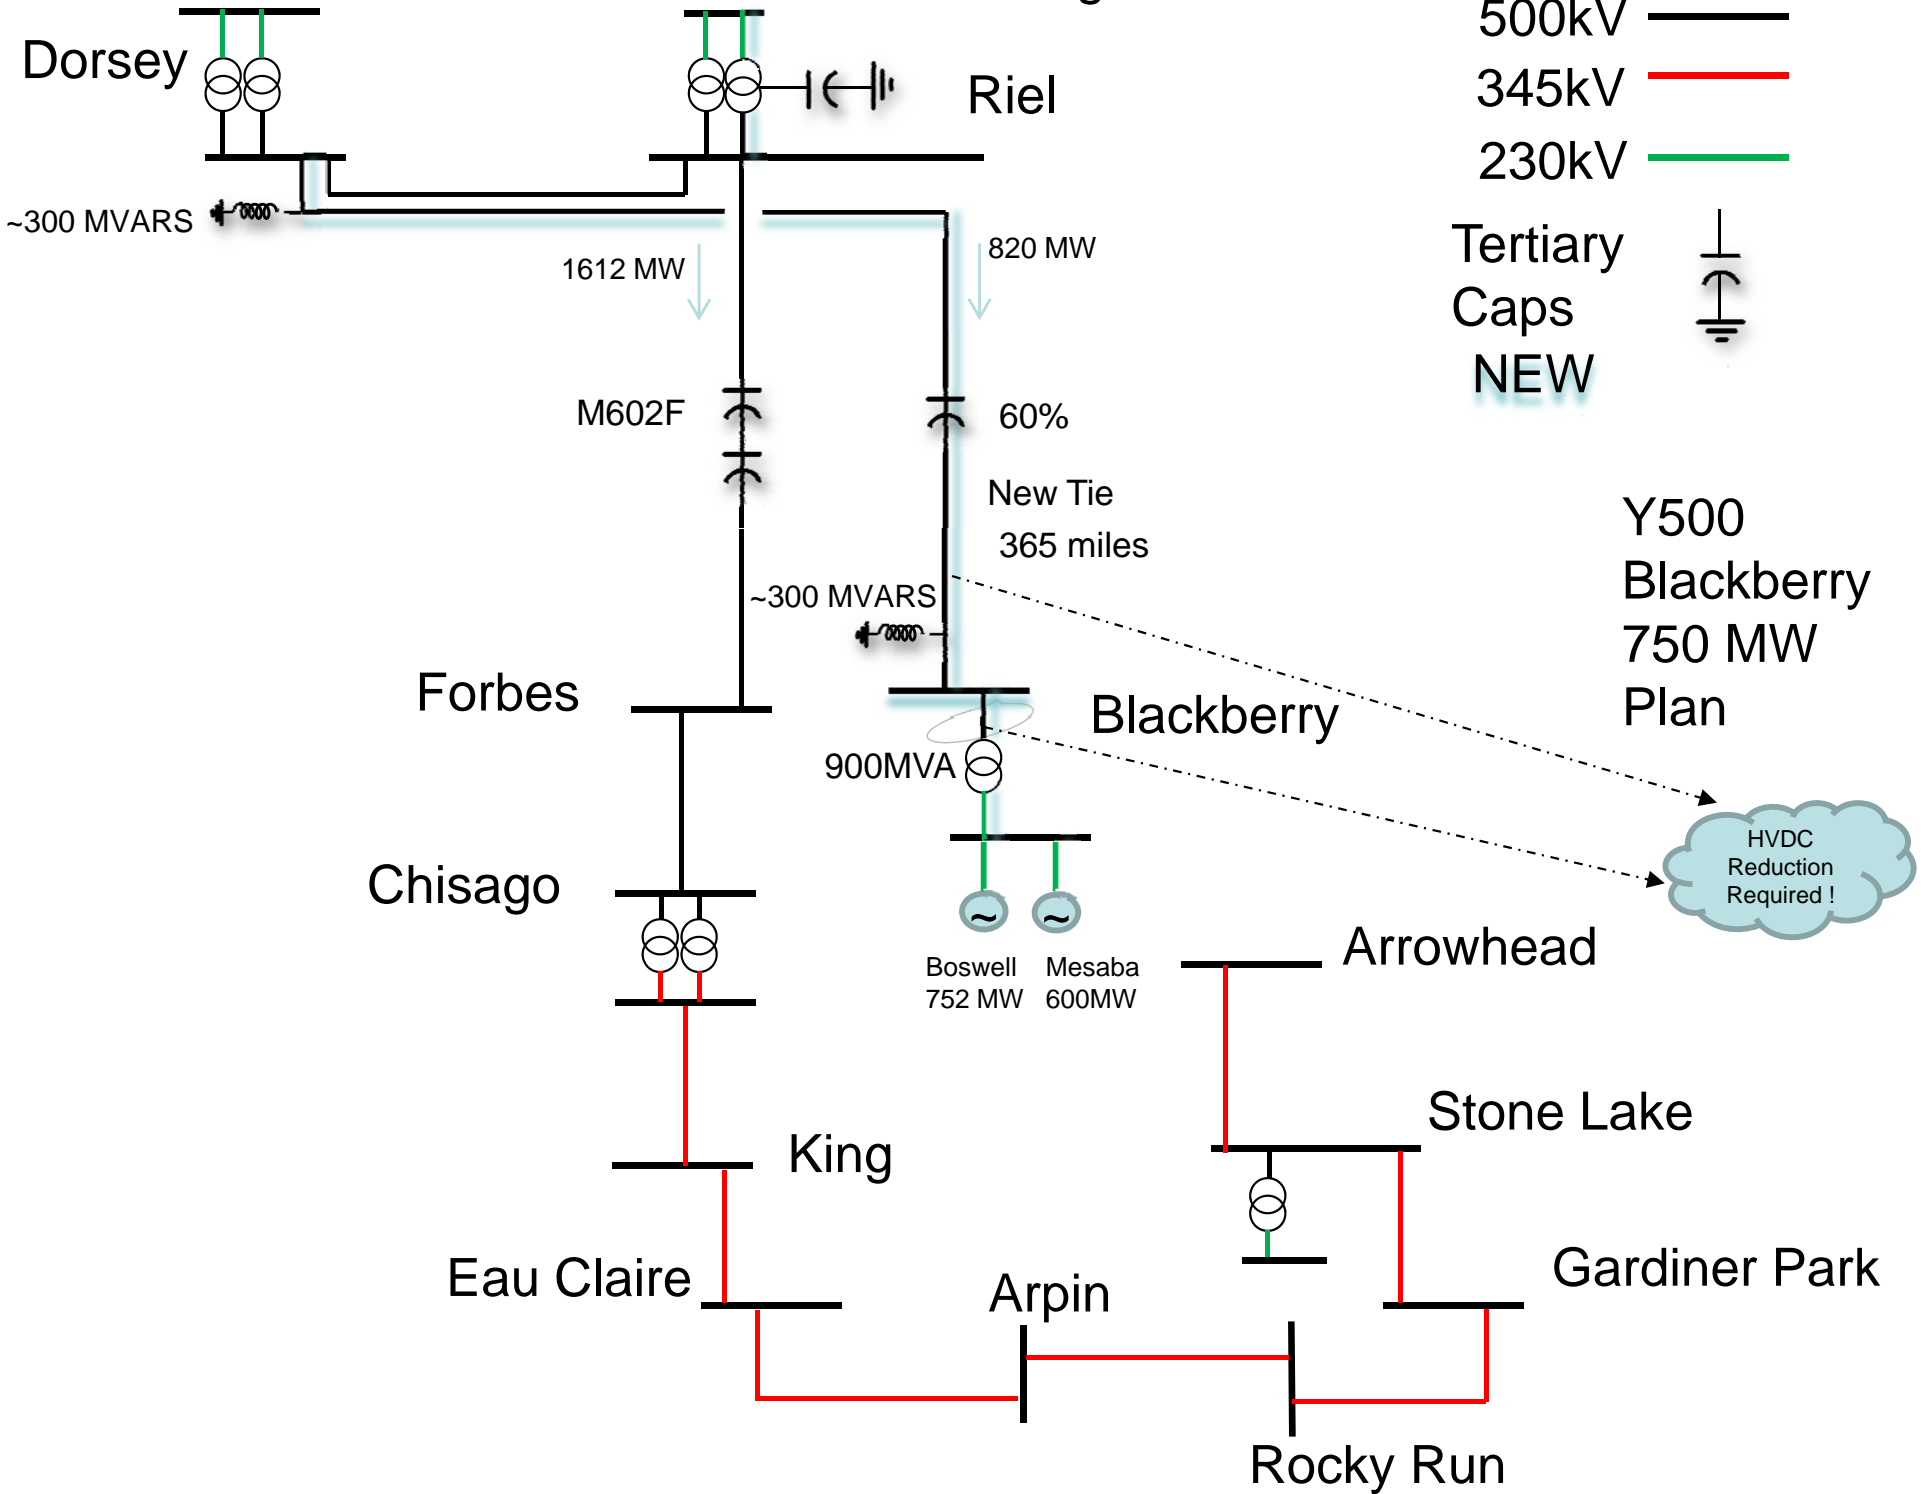 500kV
Dorsey
Riel
345kV
230kV
~300 MVARS
1612 MW
820 MW
Tertiary
Caps
NEW
M602F
60%
New Tie
365 miles
Y500
Blackberry
750 MW
Plan
~300 MVARS
Forbes
Blackberry
900MVA
HVDC
Reduction
Required !
Chisago
~
~
Boswell
752 MW
Mesaba
600MW
Arrowhead
Stone Lake
King
Eau Claire
Arpin
Gardiner Park
Rocky Run